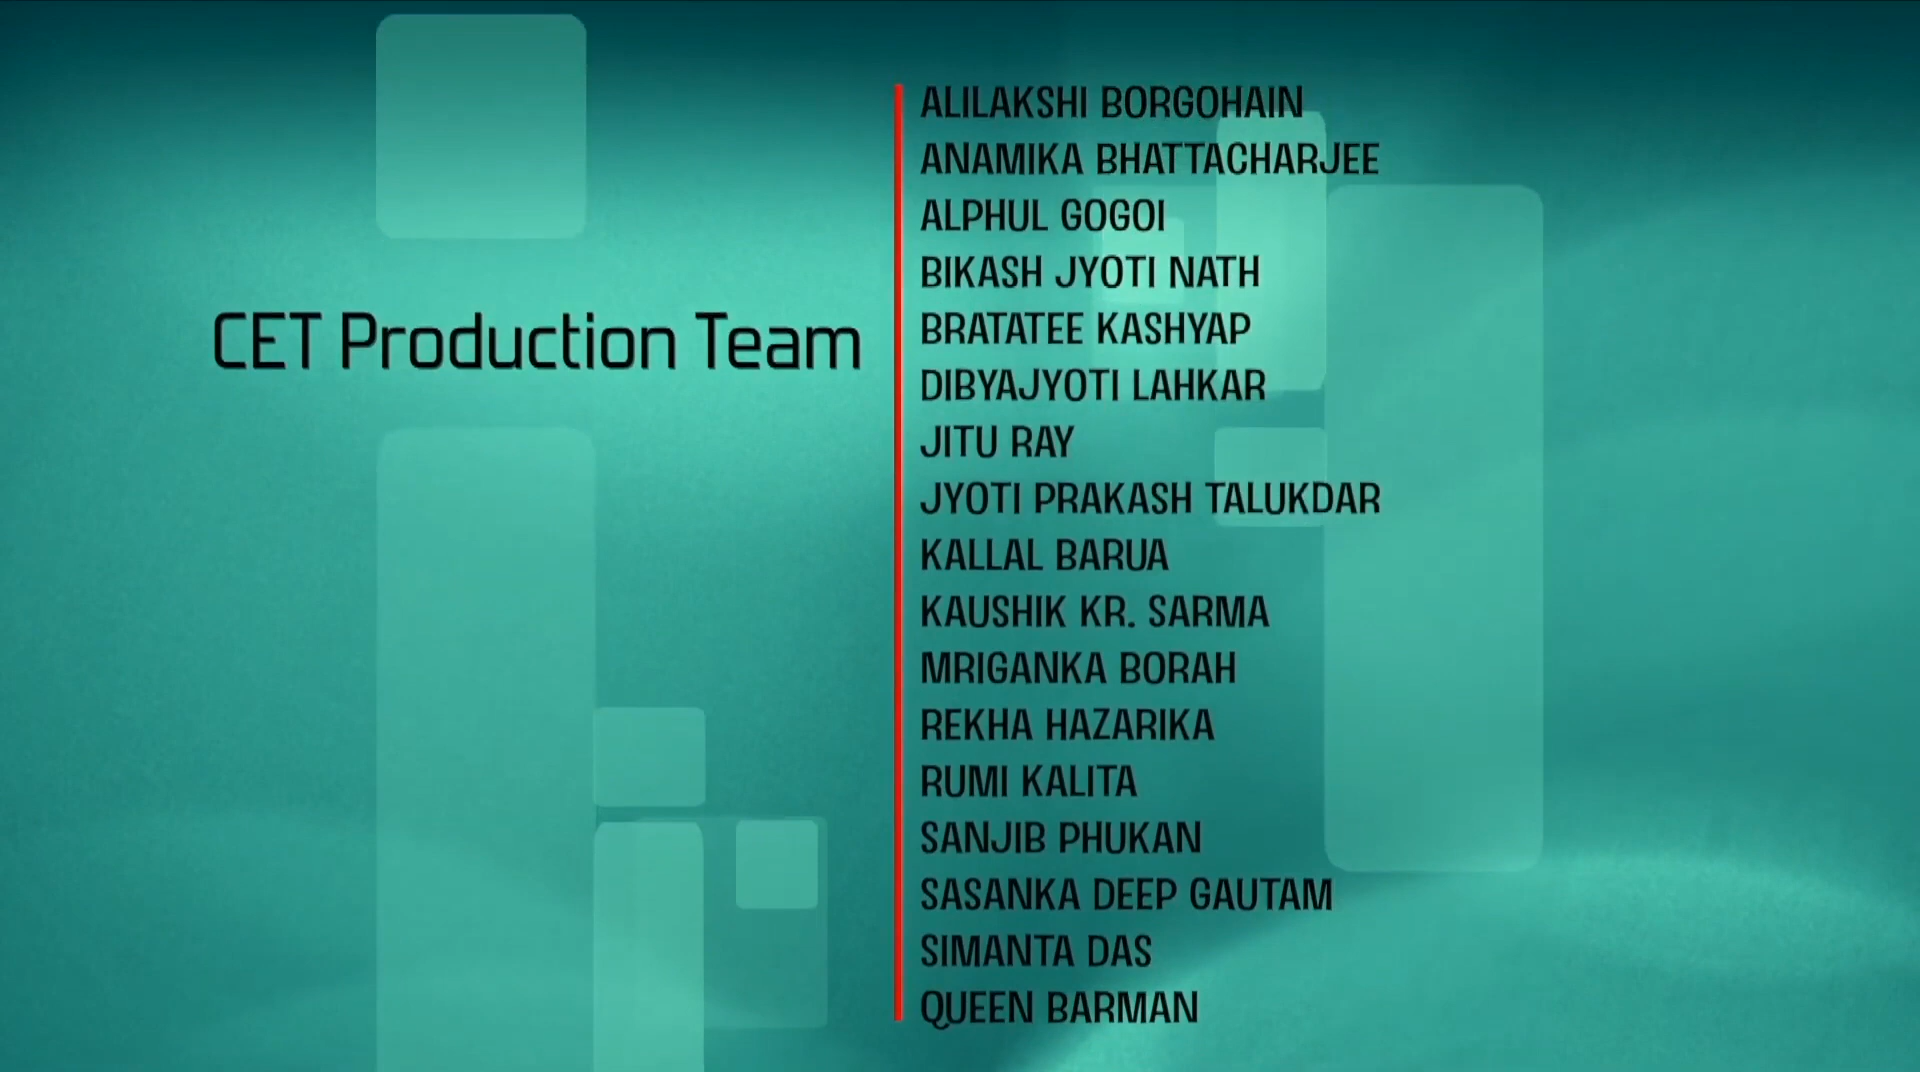 CET Production Team
ALILAKSHI BORGOHAIN
ANAMIKA BHATTACHARJEE
ALPHUL GOGOI
BIKASH JYOTI NATH
BRATATEE KASHYAP
DIBYAJYOTI LAHKAR
JITU RAY
JYOTI PRAKASH TALUKDAR
KALLAL BARUA
KAUSHIK KR. SARMA
MRIGANKA BORAH
REKHA HAZARIKA
RUMI KALITA
SANJIB PHUKAN
SASANKA DEEP GAUTAM
SIMANTA DAS
QUEEN BARMAN